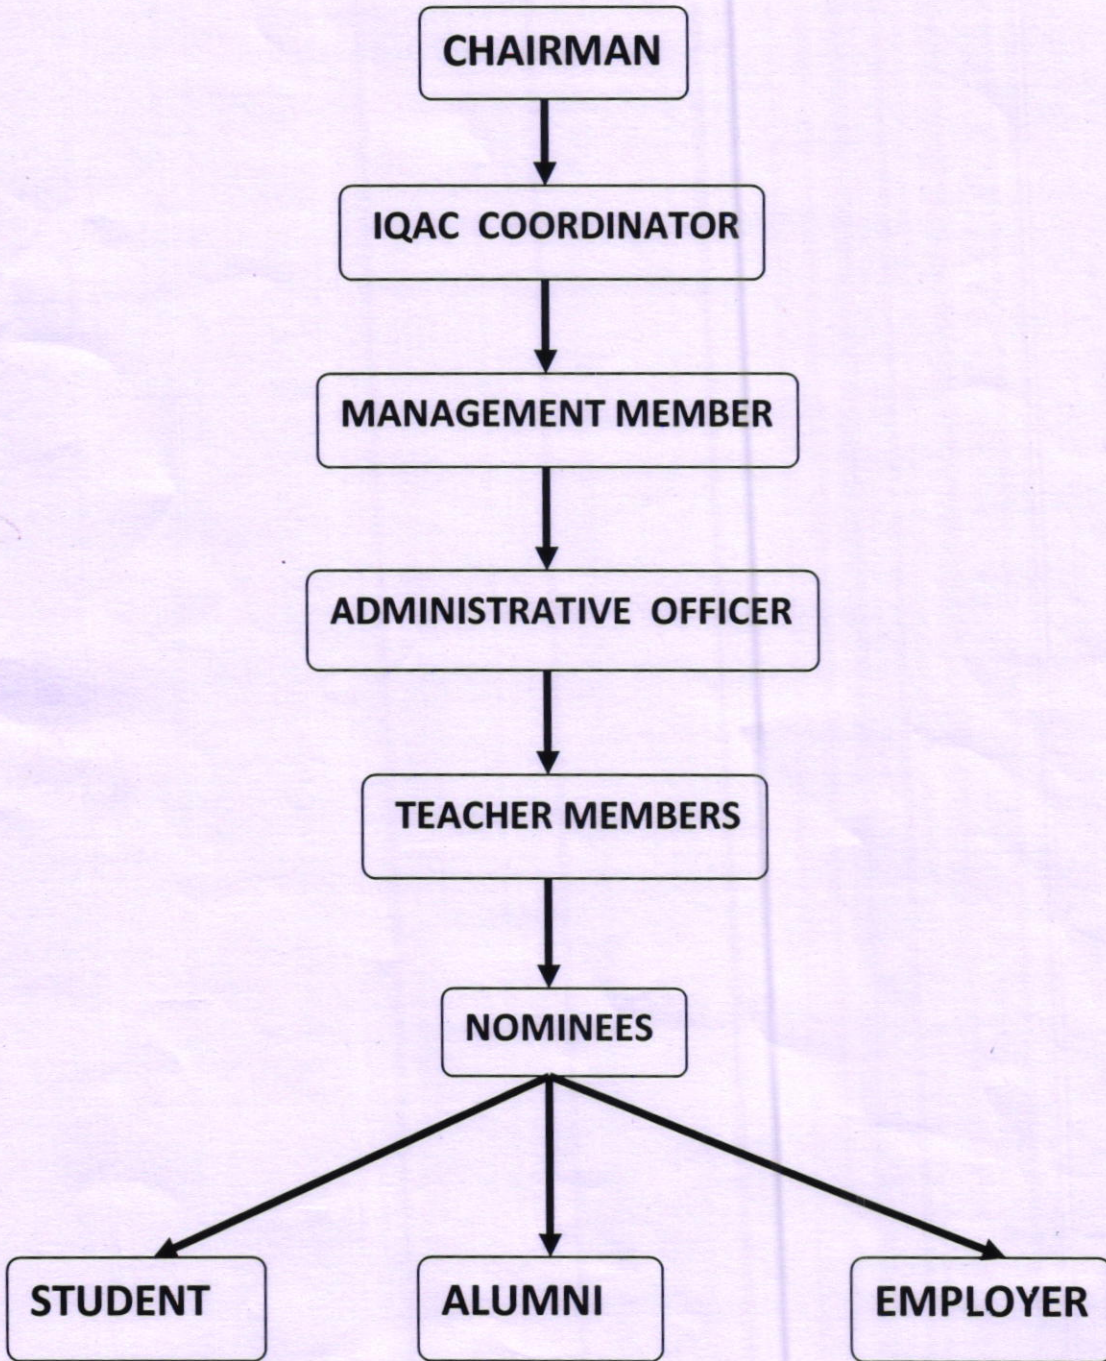 CHAIRMAN
IQAC COORDINATOR
MANAGEMENT MEMBER
ADMINISTRATIVE OFFICER
TEACHER MEMBERS
NOMINEES
STUDENT
ALUMNI
EMPLOYER